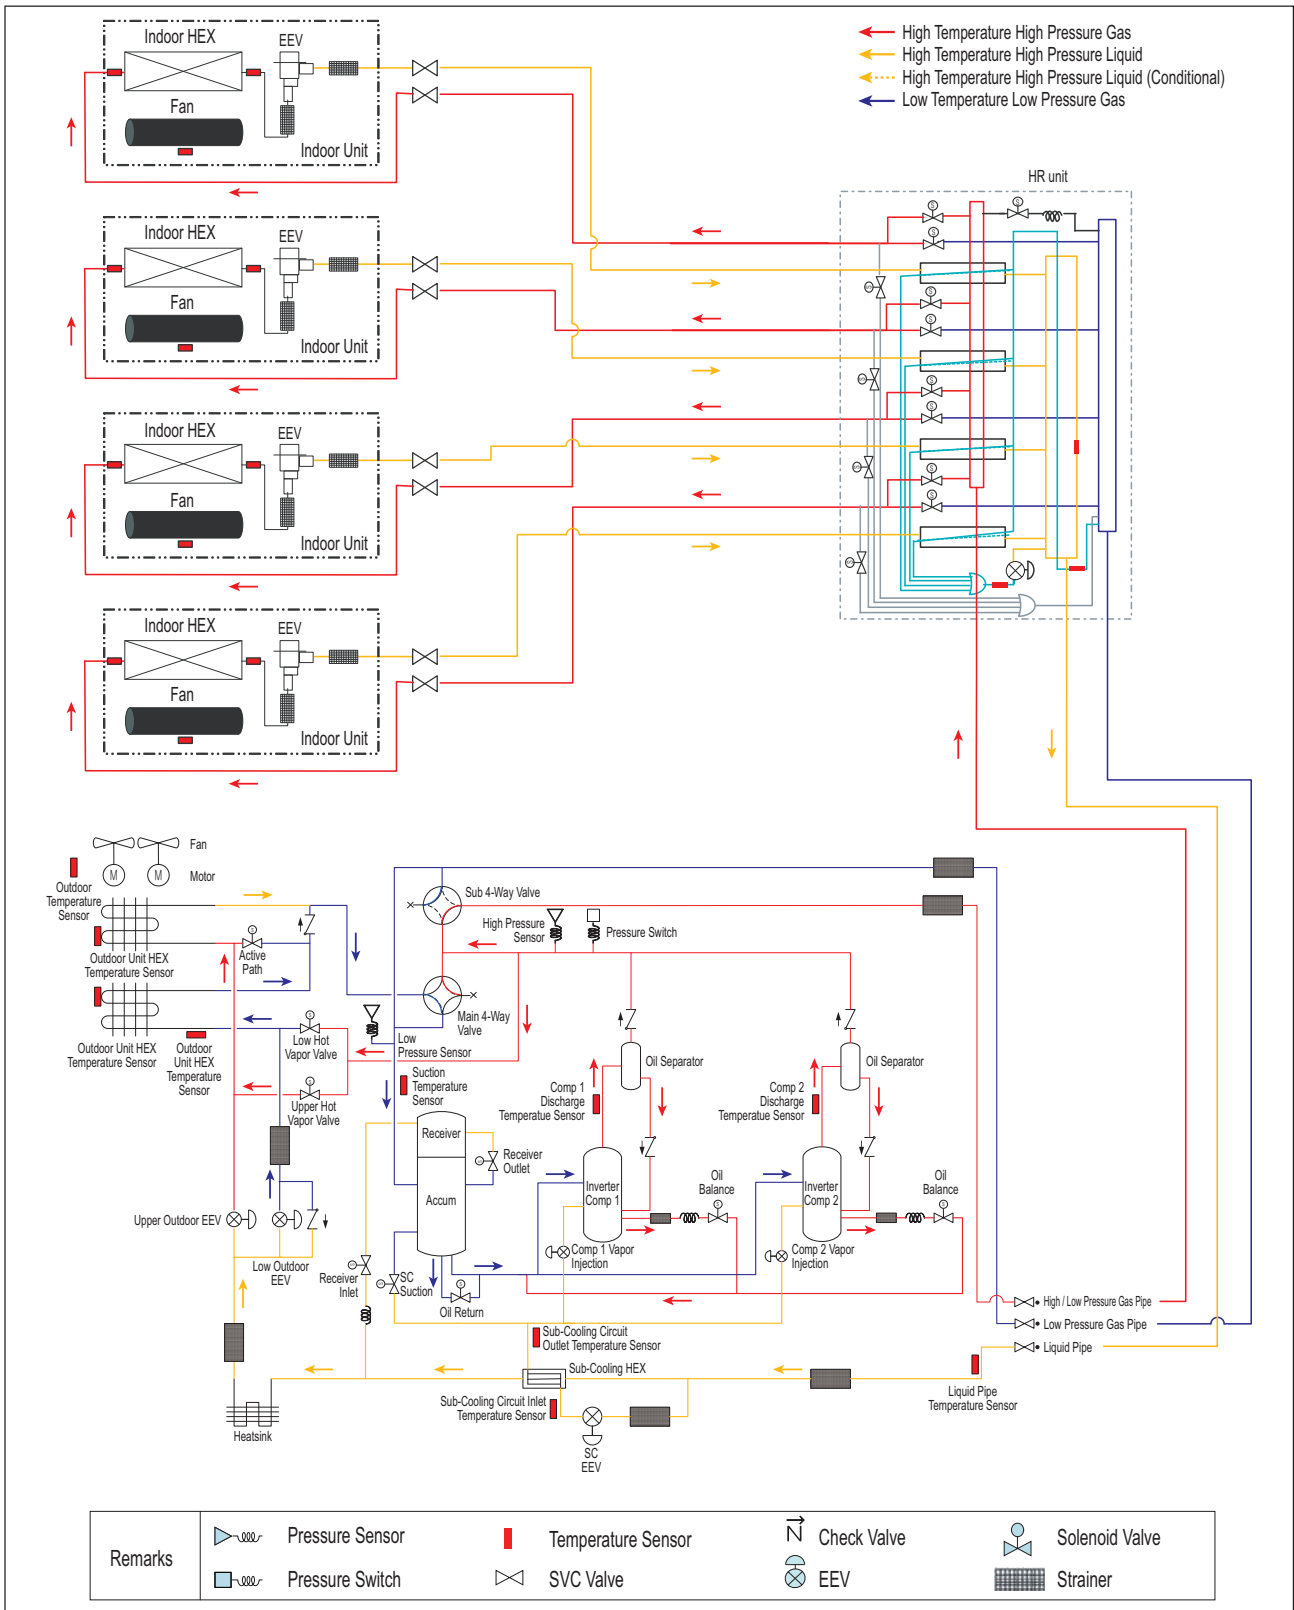 High Temperature High Pressure Gas
High Temperature High Pressure Liquid
High Temperature High Pressure Liquid (Conditional)
Low Temperature Low Pressure Gas
Indoor HEX
EEV
Fan
Indoor Unit
HR unit
S
S
S
S
S
S
S
S
S
S
S
S
S
Indoor HEX
EEV
Fan
Indoor Unit
Indoor HEX
EEV
Fan
Indoor Unit
Indoor HEX
EEV
Fan
Indoor Unit
Fan
M
M
Motor
Outdoor
Temperature
Sensor
Outdoor Unit HEX
Temperature Sensor
S
Active
Path
Sub 4-Way Valve
High Pressure
Sensor
Pressure Switch
Main 4-Way
Valve
Outdoor Unit HEX
Temperature Sensor
Outdoor
Unit HEX
Temperature
Sensor
S
Low Hot
Vapor Valve
Low
Pressure Sensor
S
Upper Hot
Vapor Valve
Suction
Temperature
Sensor
Oil Separator
Oil Separator
Comp 1
Discharge
Temperatue Sensor
Comp 2
Discharge
Temperatue Sensor
Receiver
S
Receiver
Outlet
Accum
Inverter
Comp 1
Oil
Balance
S
Inverter
Comp 2
Oil
Balance
S
Upper Outdoor EEV
Low Outdoor
EEV
S
Receiver
Inlet
S
SC
Suction
S
Oil Return
Comp 1 Vapor
Injection
Comp 2 Vapor
Injection
High / Low Pressure Gas Pipe
Low Pressure Gas Pipe
Liquid Pipe
Sub-Cooling Circuit
Outlet Temperature Sensor
Sub-Cooling HEX
Sub-Cooling Circuit Inlet
Temperature Sensor
Liquid Pipe
Temperature Sensor
Heatsink
SC
EEV
Remarks
Pressure Sensor
Temperature Sensor
Check Valve
Solenoid Valve
Pressure Switch
SVC Valve
EEV
Strainer